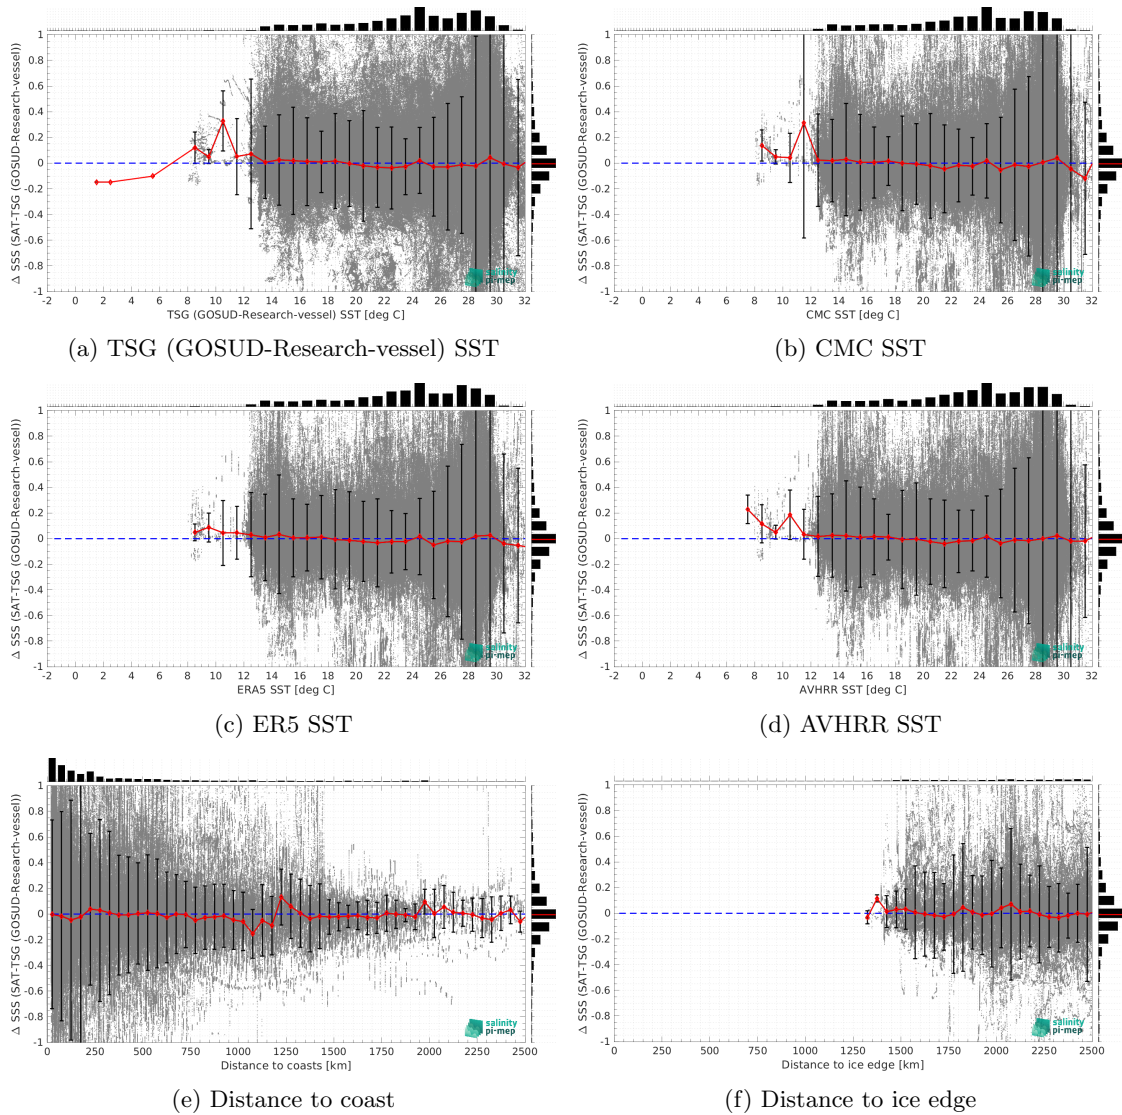 Δ SSS (SAT-TSG (GOSUD-Research-vessel))
1
0.8
0.6
0.4
0.2
0
-0.2
-0.4
-0.6
-0.8
-1
-2 0 2 4 6 8 10 12 14 16 18 20 22 24 26 28 30 32
TSG (GOSUD-Research-vessel) SST [deg C]
salinity
pi-mep
(a) TSG (GOSUD-Research-vessel) SST
Δ SSS (SAT-TSG (GOSUD-Research-vessel))
1
0.8
0.6
0.4
0.2
0
-0.2
-0.4
-0.6
-0.8
-1
-2 0 2 4 6 8 10 12 14 16 18 20 22 24 26 28 30 32
CMC SST [deg C]
salinity
pi-mep
(b) CMC SST
Δ SSS (SAT-TSG (GOSUD-Research-vessel))
1
0.8
0.6
0.4
0.2
0
-0.2
-0.4
-0.6
-0.8
-1
-2 0 2 4 6 8 10 12 14 16 18 20 22 24 26 28 30 32
ERA5 SST [deg C]
salinity
pi-mep
(c) ER5 SST
Δ SSS (SAT-TSG (GOSUD-Research-vessel))
1
0.8
0.6
0.4
0.2
0
-0.2
-0.4
-0.6
-0.8
-1
-2 0 2 4 6 8 10 12 14 16 18 20 22 24 26 28 30 32
AVHRR SST [deg C]
salinity
pi-mep
(d) AVHRR SST
Δ SSS (SAT-TSG (GOSUD-Research-vessel))
1
0.8
0.6
0.4
0.2
0
-0.2
-0.4
-0.6
-0.8
-1
0 250 500 750 1000 1250 1500 1750 2000 2250 2500
Distance to coasts [km]
salinity
pi-mep
(e) Distance to coast
Δ SSS (SAT-TSG (GOSUD-Research-vessel))
1
0.8
0.6
0.4
0.2
0
-0.2
-0.4
-0.6
-0.8
-1
0 250 500 750 1000 1250 1500 1750 2000 2250 2500
Distance to ice edge [km]
salinity
pi-mep
(f) Distance to ice edge